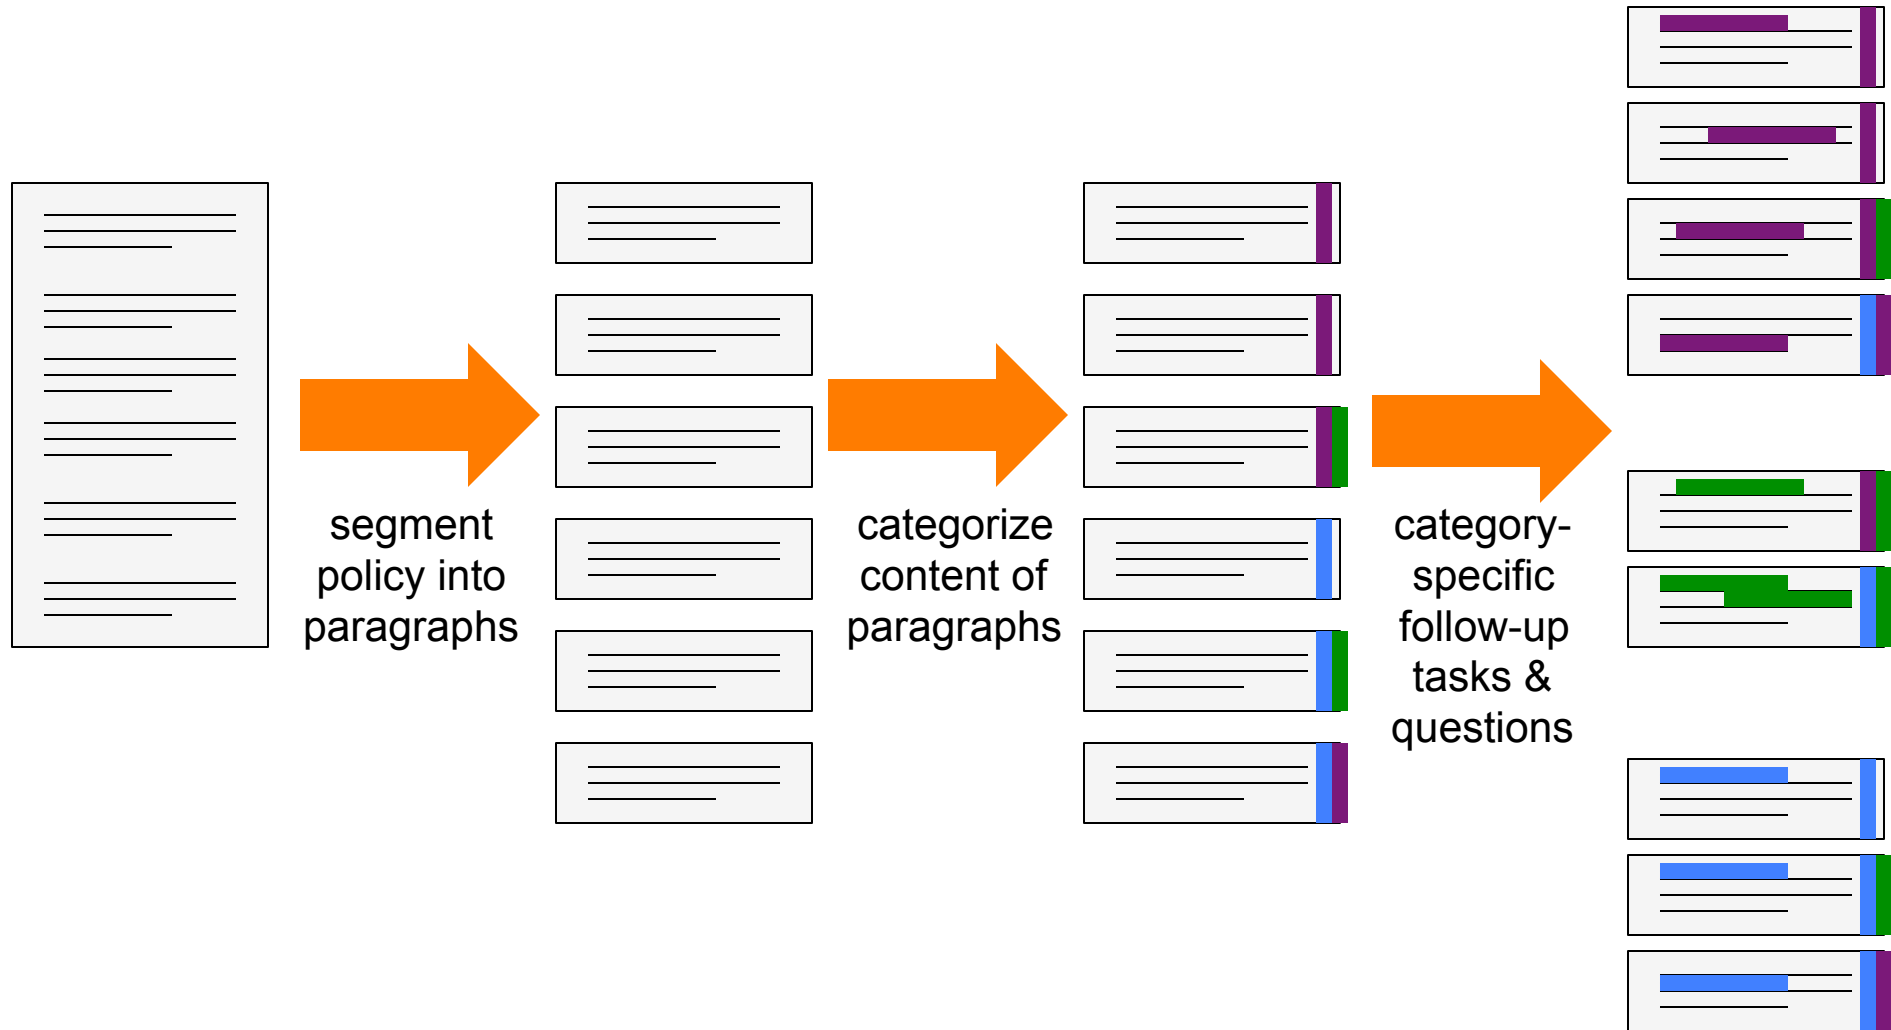 segment
policy into
paragraphs
categorize
content of
paragraphs
category-
specific
follow-up
tasks &
questions